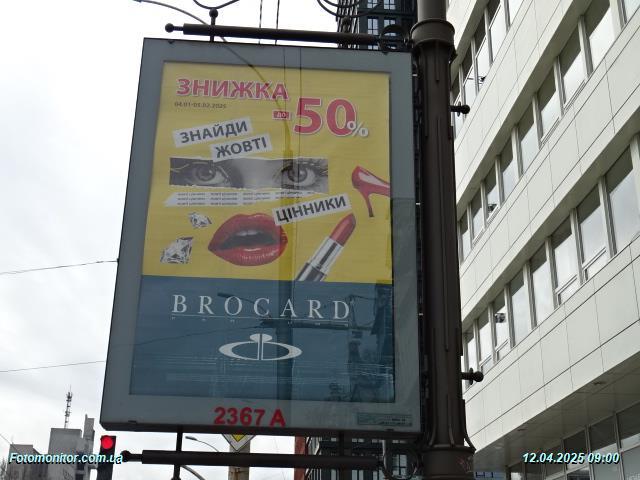 ЗНИЖКА
04.01-05.02.2025
до -50%
ЗНАЙДИ
ЖОВТІ
ЦІННИКИ
BROCARD
2367 A
Fotomonitor.com.ua
12.04.2025 09:00